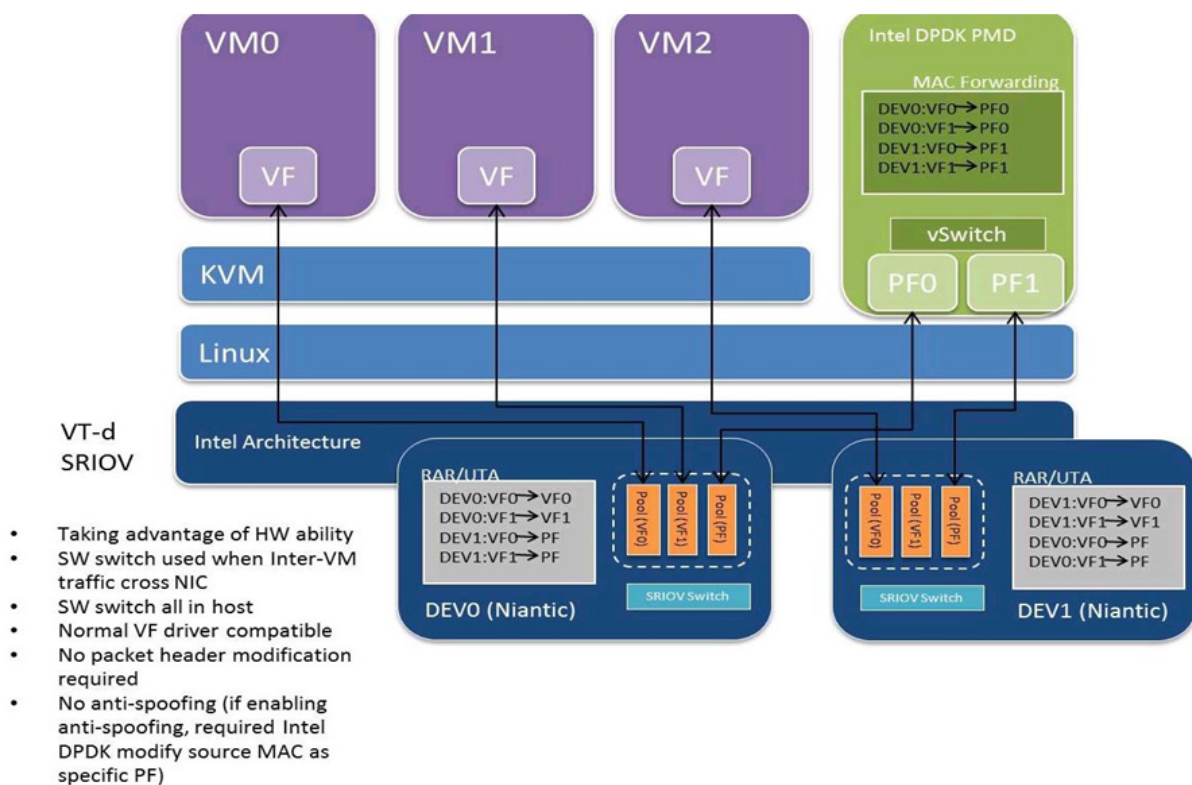 VM0
VM1
VM2
Intel DPDK PMD
MAC Forwarding
DEV0:VF0→PF0
DEV0:VF1→PF0
DEV1:VF0→PF1
DEV1:VF1→PF1
VF
VF
VF
vSwitch
KVM
PF0
PF1
Linux
VT-d
SRIOV
Intel Architecture
RAR/UTA
DEV0:VF0→VF0
DEV0:VF1→VF1
DEV1:VF0→PF
DEV1:VF1→PF
Pool(VF0)
Pool(VF1)
Pool(PF)
SRIOV Switch
DEV0 (Niantic)
Pool(VF0)
Pool(VF1)
Pool(PF)
SRIOV Switch
RAR/UTA
DEV1:VF0→VF0
DEV1:VF1→VF1
DEV0:VF0→PF
DEV0:VF1→PF
DEV1 (Niantic)
• Taking advantage of HW ability
• SW switch used when Inter-VM
traffic cross NIC
• SW switch all in host
• Normal VF driver compatible
• No packet header modification
required
• No anti-spoofing (if enabling
anti-spoofing, required Intel
DPDK modify source MAC as
specific PF)